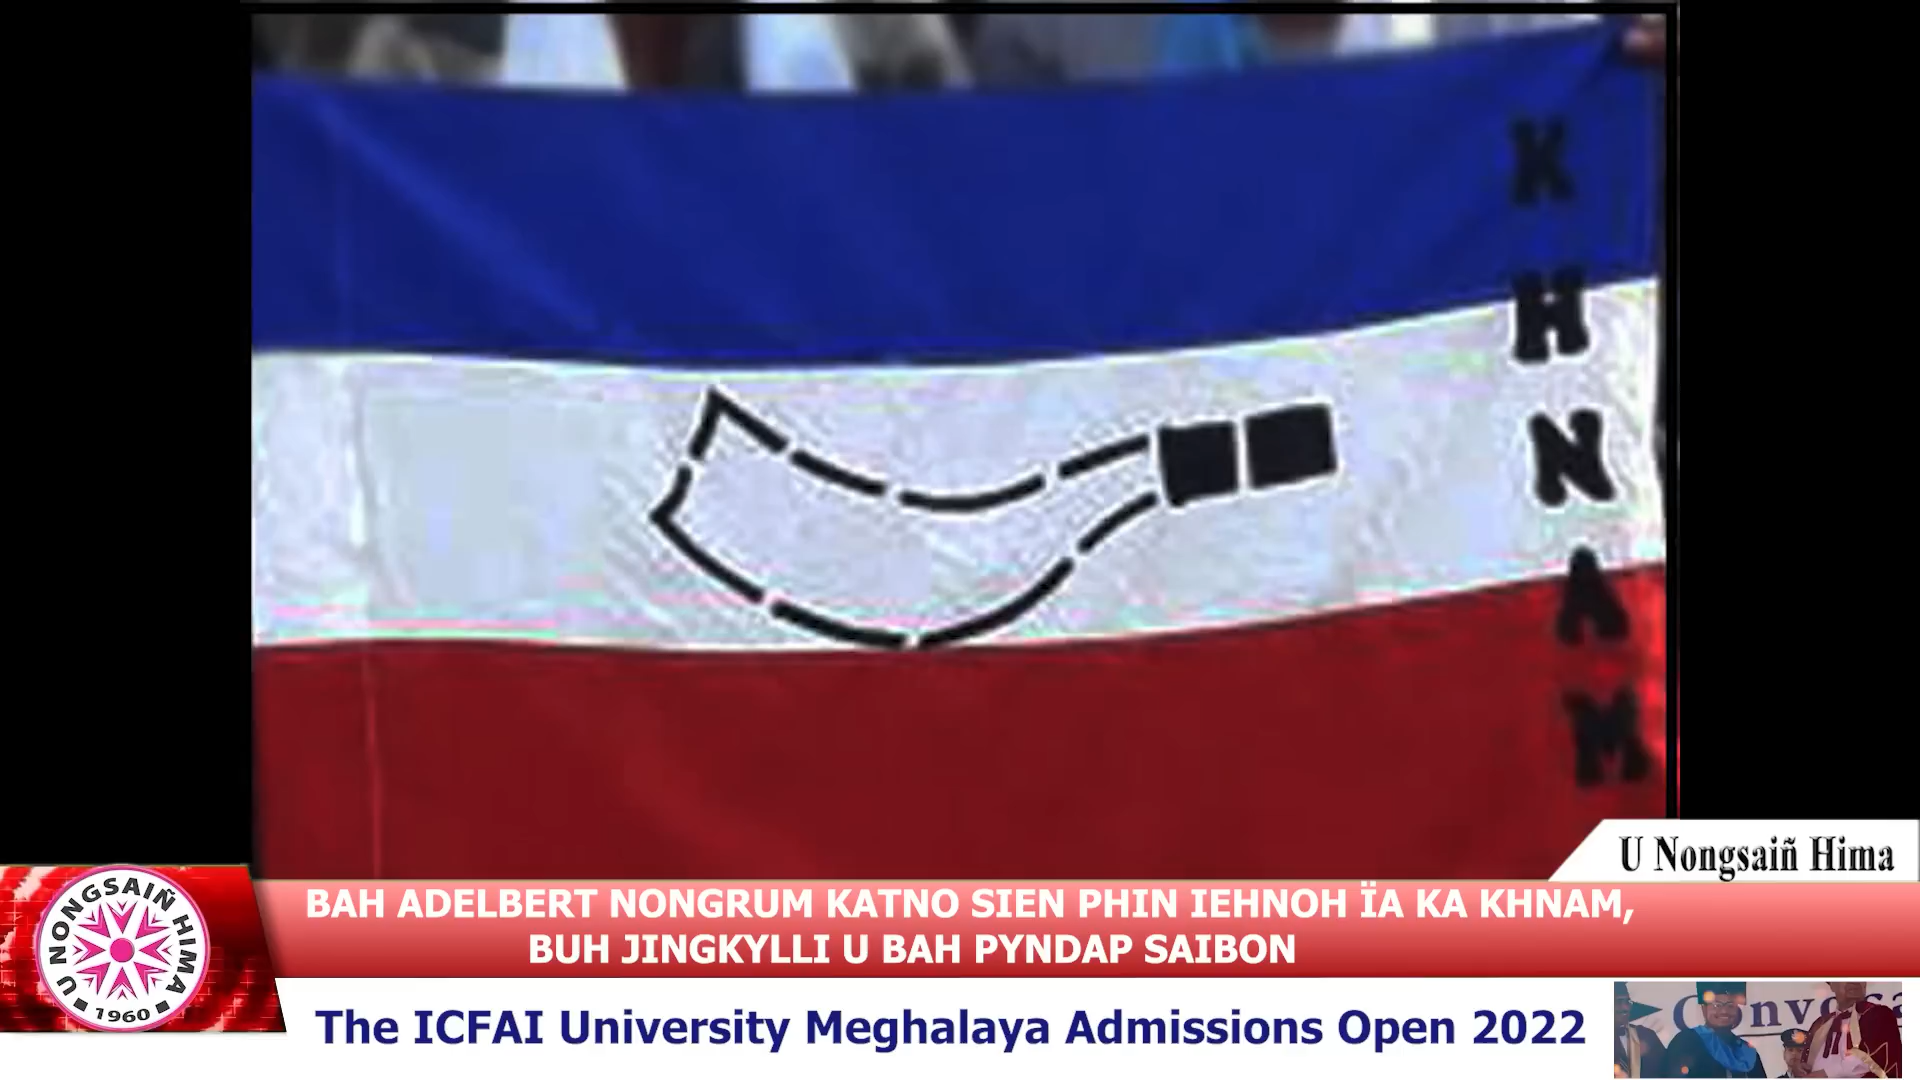 KHNAM
U Nongsaiñ Hima
U NONGSAIÑ HIMA
1960
BAH ADELBERT NONGRUM KATNO SIEN PHIN IEHNOH ÏA KA KHNAM,
BUH JINGKYLLI U BAH PYNDAP SAIBON
The ICFAI University Meghalaya Admissions Open 2022